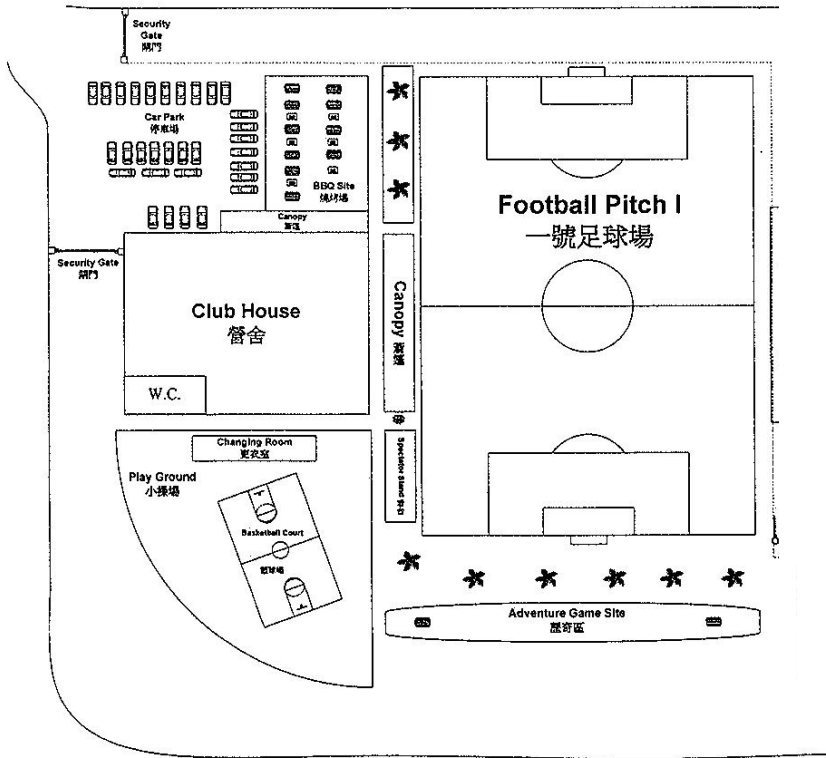 Security
Gate
閘門
Car Park
停車場
BBQ Site
燒烤場
Canopy
Football Pitch I
一號足球場
Security Gate
閘門
Club House
營舍
Canopy
W.C.
Changing Room
更衣室
Spectator Stand
Play Ground
小操場
Basketball Court
籃球場
Adventure Game Site
歷奇區